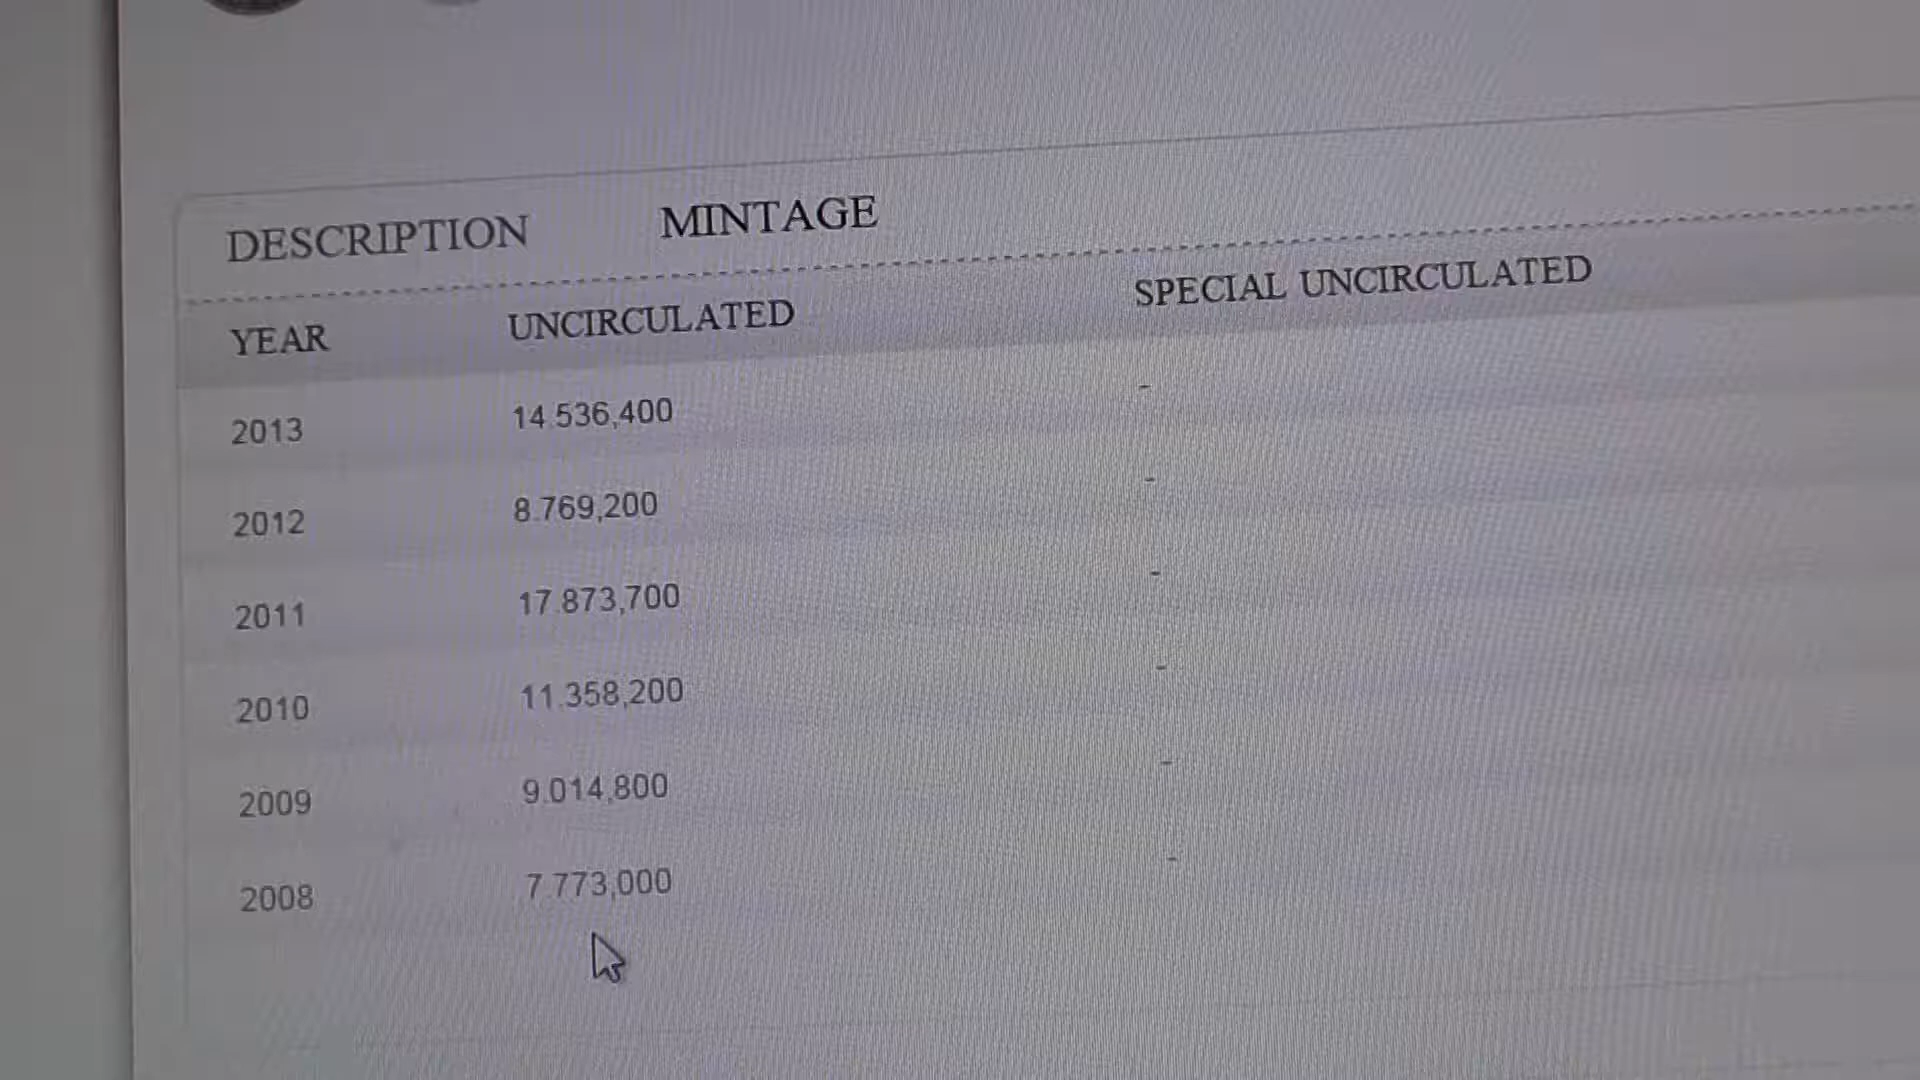 DESCRIPTION MINTAGE
YEAR UNCIRCULATED SPECIAL UNCIRCULATED
2013 14.536,400 -
2012 8.769,200 -
2011 17.873,700 -
2010 11.358,200 -
2009 9.014,800 -
2008 7.773,000 -